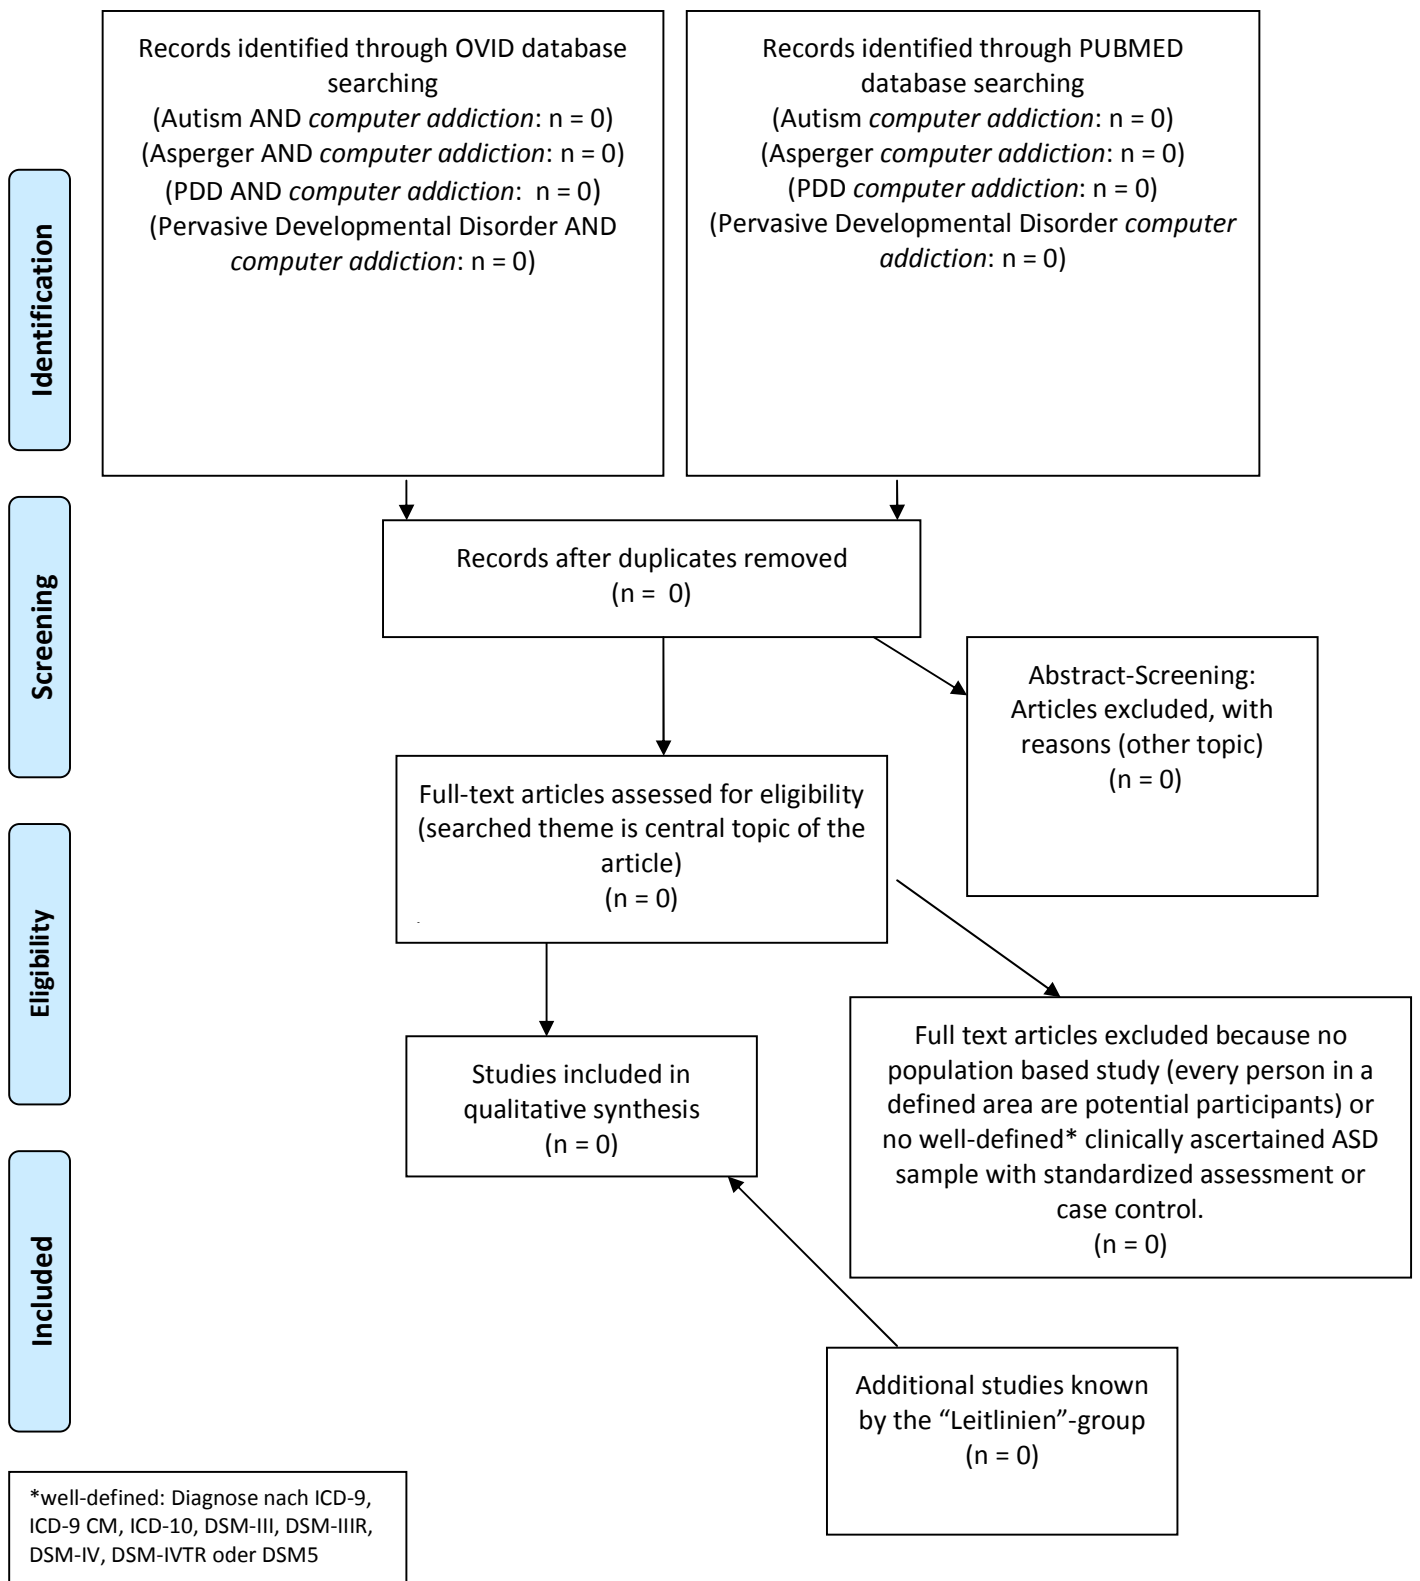 Records identified through OVID database
searching
(Autism AND computer addiction: n = 0)
(Asperger AND computer addiction: n = 0)
(PDD AND computer addiction:  n = 0)
(Pervasive Developmental Disorder AND
computer addiction: n = 0)
Records identified through PUBMED
database searching
(Autism computer addiction: n = 0)
(Asperger computer addiction: n = 0)
(PDD computer addiction: n = 0)
(Pervasive Developmental Disorder computer
addiction: n = 0)
Identification
Records after duplicates removed
(n =  0)
Screening
Abstract-Screening:
Articles excluded, with
reasons (other topic)
(n = 0)
Full-text articles assessed for eligibility
(searched theme is central topic of the
article)
(n = 0)
Eligibility
Full text articles excluded because no
population based study (every person in a
defined area are potential participants) or
no well-defined* clinically ascertained ASD
sample with standardized assessment or
case control.
(n = 0)
Studies included in
qualitative synthesis
(n = 0)
Included
Additional studies known
by the “Leitlinien”-group
(n = 0)
*well-defined: Diagnose nach ICD-9,
ICD-9 CM, ICD-10, DSM-III, DSM-IIIR,
DSM-IV, DSM-IVTR oder DSM5